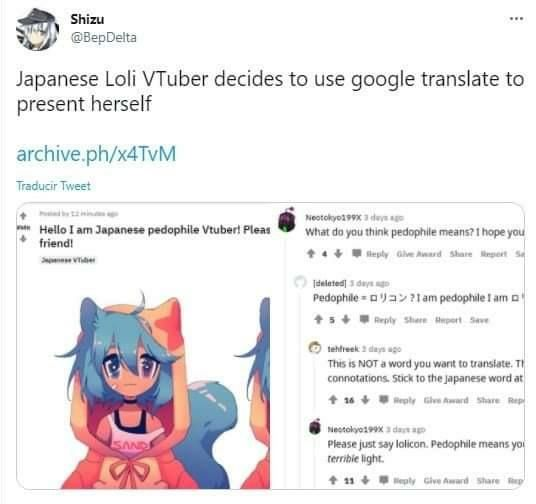 Shizu
@BepDelta
Japanese Loli VTuber decides to use google translate to
present herself
archive.ph/x4TvM
Traducir Tweet
Posted by 12 minutes ago
Hello I am Japanese pedophile Vtuber! Pleas
friend!
Japanese VTuber
SAND
Neotokyo199X 3 days ago
What do you think pedophile means? I hope you
4 Reply Give Award Share Report Sa
[deleted] 3 days ago
Pedophile = ロリコン ? I am pedophile I am ロ
5 Reply Share Report Save
tehfreek 3 days ago
This is NOT a word you want to translate. Th
connotations. Stick to the Japanese word at
16 Reply Give Award Share Rep
Neotokyo199X 3 days ago
Please just say lolicon. Pedophile means you
terrible light.
11 Reply Give Award Share Rep